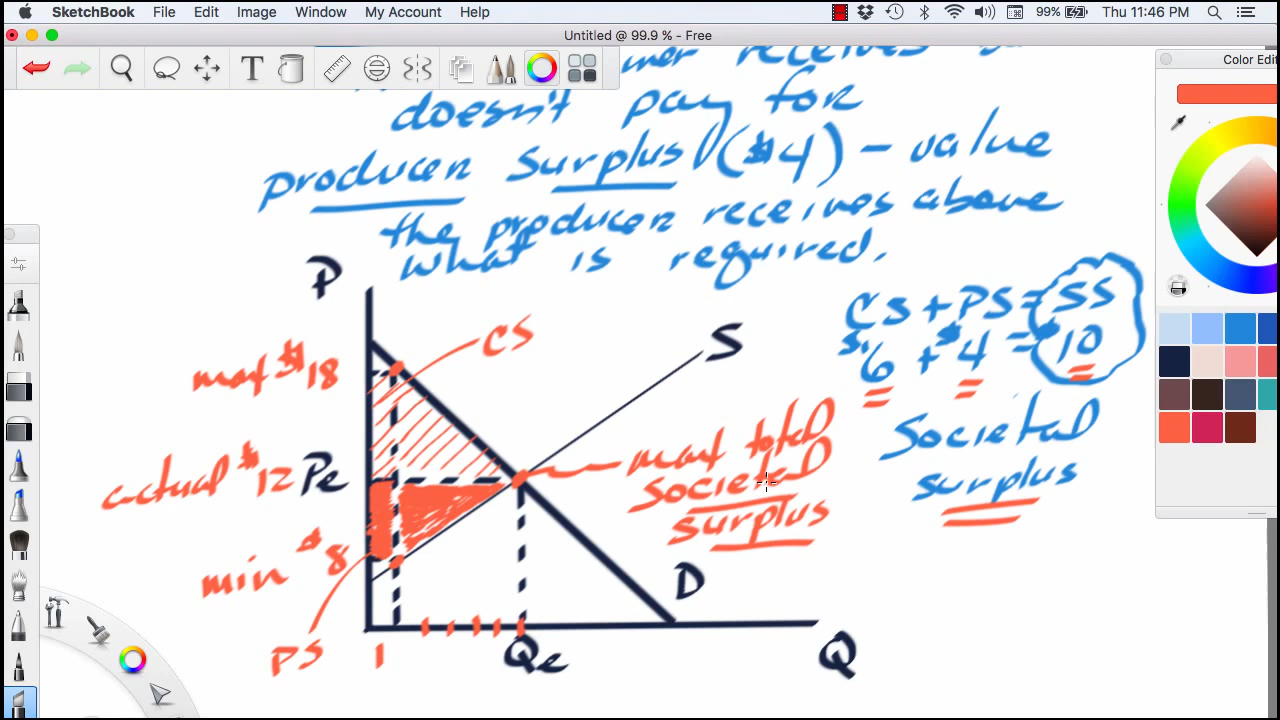 SketchBook File Edit Image Window My Account Help 99% Thu 11:46 PM
Untitled @ 99.9 % - Free
Color Edi
doesn't pay for
producer surplus ($4) - value
the producer receives above
what is required.
P
CS + PS = SS
$6 + $4 = $10
Societal
surplus
CS
S
max $18
max total
societal
surplus
actual $12 Pe
min $8
D
PS 1 Qe Q